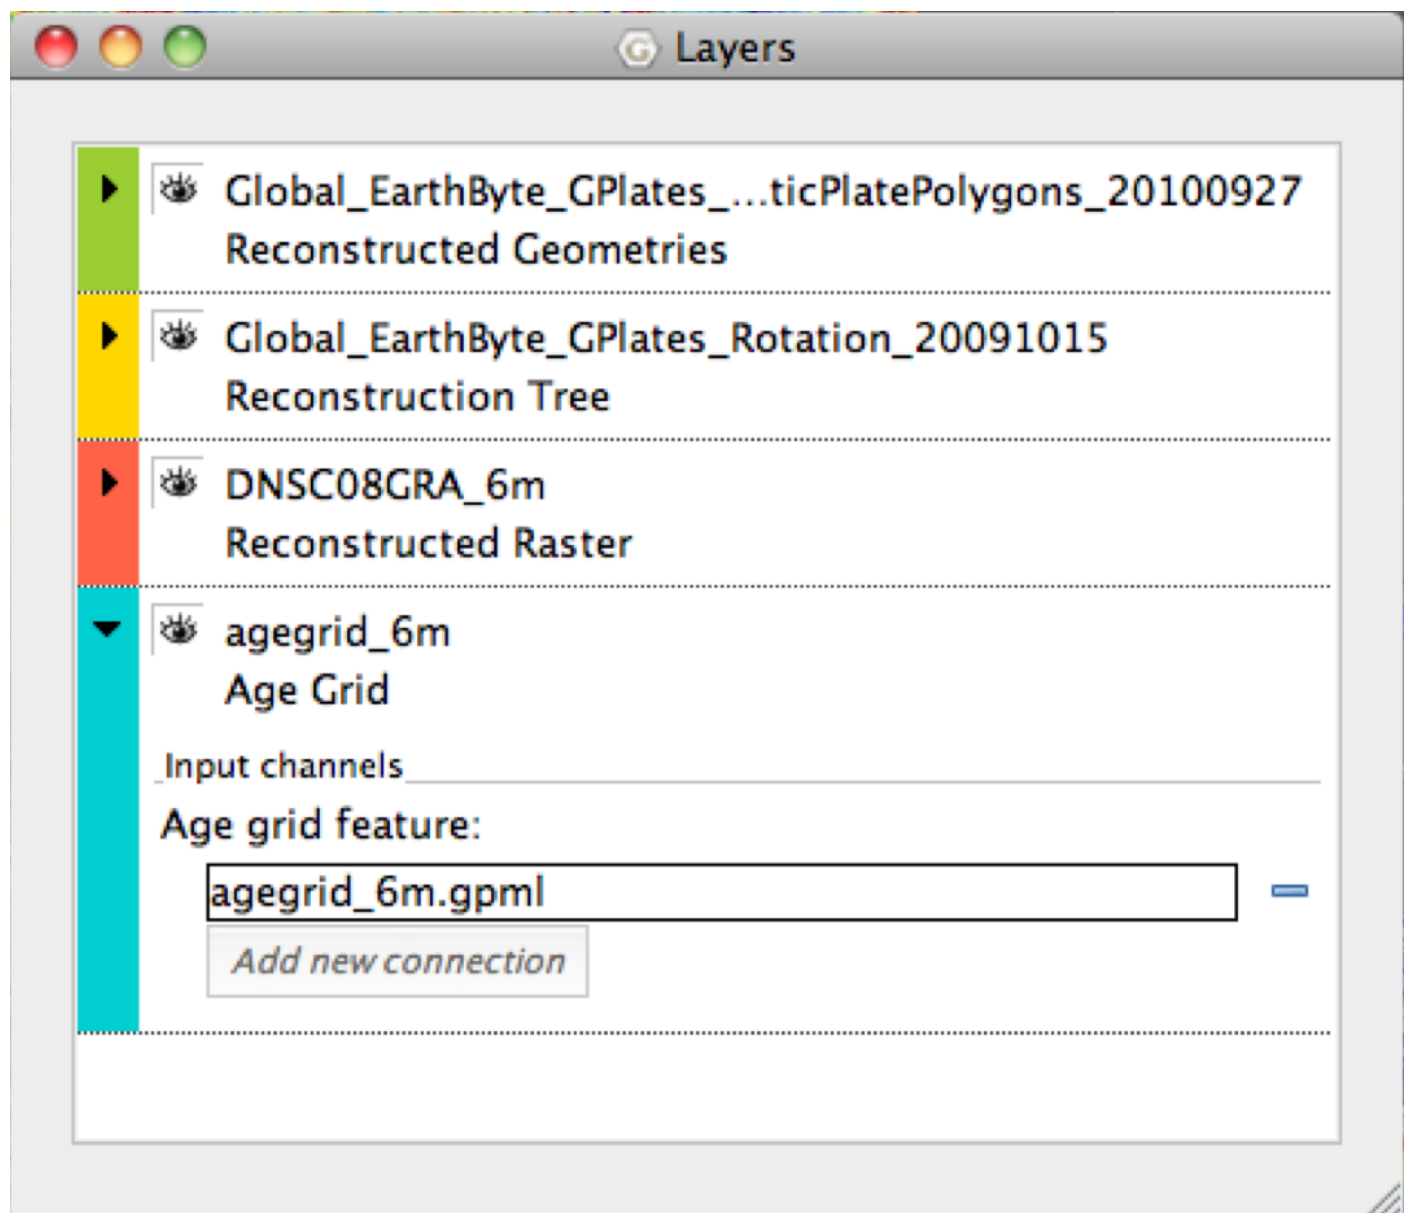 G Layers
Global_EarthByte_GPlates_...ticPlatePolygons_20100927
Reconstructed Geometries
Global_EarthByte_GPlates_Rotation_20091015
Reconstruction Tree
DNSC08GRA_6m
Reconstructed Raster
agegrid_6m
Age Grid
Input channels
Age grid feature:
agegrid_6m.gpml
Add new connection